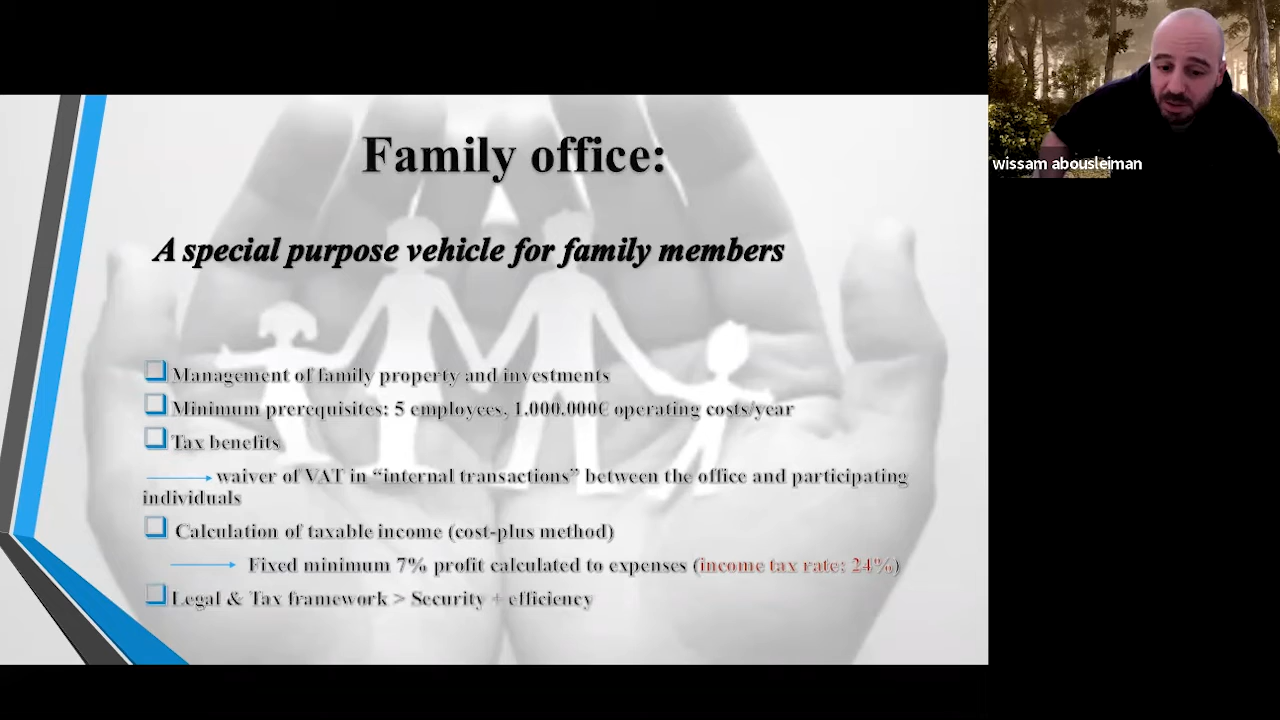 Family office:
A special purpose vehicle for family members
Management of family property and investments
Minimum prerequisites: 5 employees, 1.000.000€ operating costs/year
Tax benefits
waiver of VAT in “internal transactions” between the office and participating
individuals
Calculation of taxable income (cost-plus method)
Fixed minimum 7% profit calculated to expenses (income tax rate: 24%)
Legal & Tax framework > Security + efficiency
wissam abousleiman